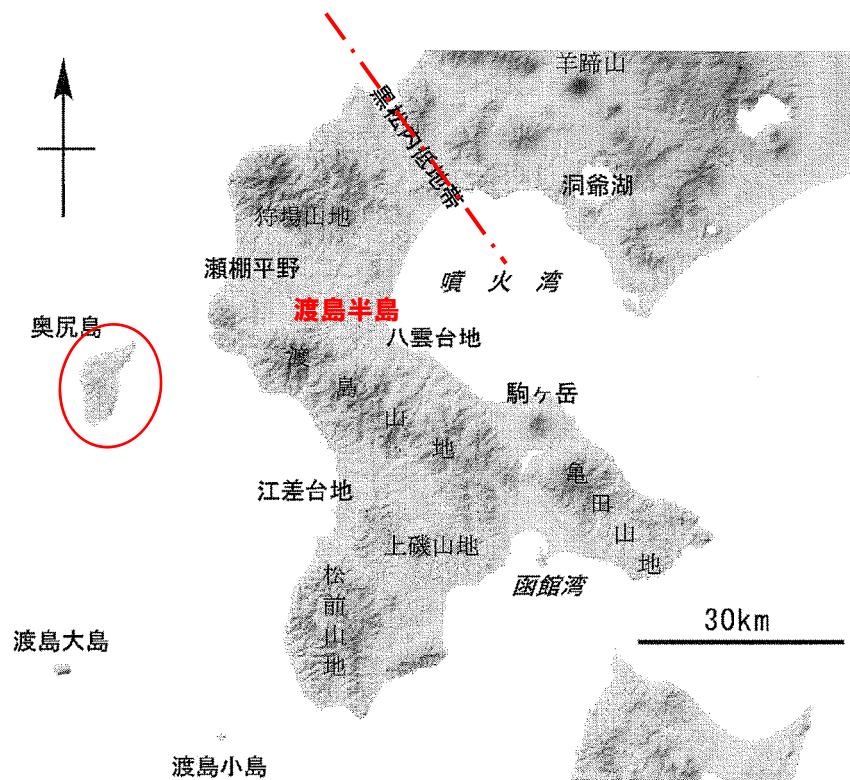 羊蹄山
黒松内低地帯
洞爺湖
狩場山地
瀬棚平野
噴火湾
渡島半島
奥尻島
八雲台地
渡島山地
駒ヶ岳
江差台地
亀田山地
上磯山地
松前山地
函館湾
30km
渡島大島
渡島小島